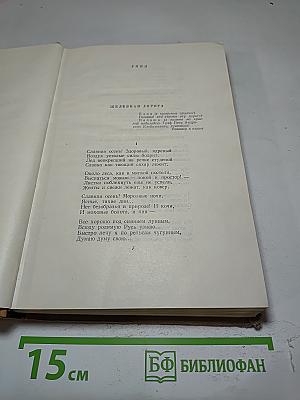 ЖЕЛЕЗНАЯ ДОРОГА
1
Славная осень! Здоровый, ядреный
Воздух усталые силы бодрит;
Лед неокрепший на речке студеной
Словно как тающий сахар лежит;
Около леса, как в мягкой постели,
Выспаться можно — покой и простор! —
Листья поблекнуть еще не успели,
Желты и свежи лежат, как ковер.
Славная осень! Морозные ночи,
Ясные, тихие дни...
Нет безобразья в природе! И кочи,
И моховые болота, и пни —
Все хорошо под сиянием лунным,
Всюду родимую Русь узнаю...
Быстро лечу я по рельсам чугунным,
Думаю думу свою...
15 СМ
БФ БИБЛИОФАН